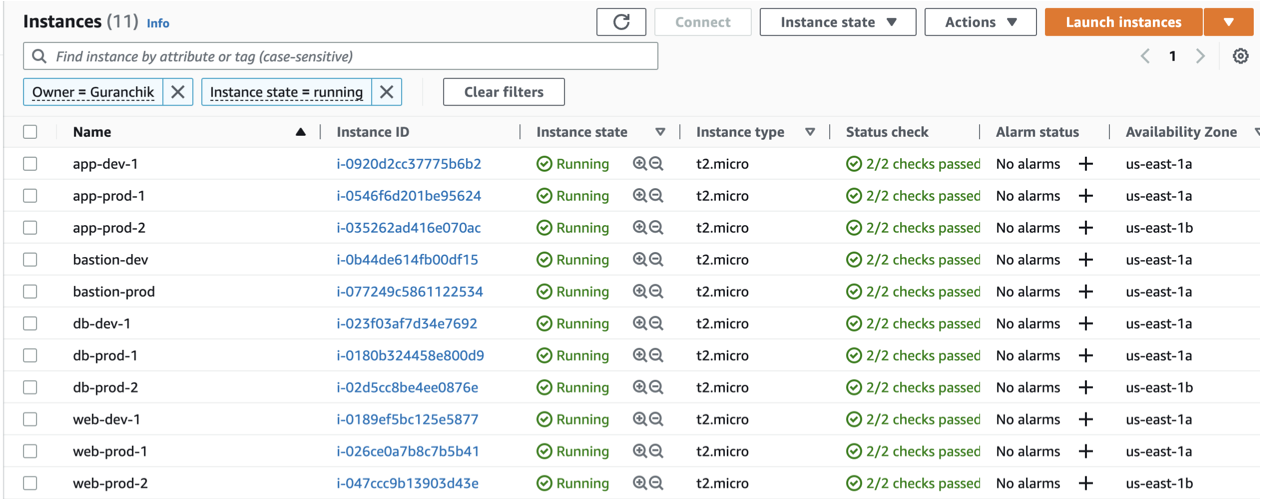 Instances (11) Info Connect Instance state Actions Launch instances
Find instance by attribute or tag (case-sensitive) 1
Owner = Guranchik Instance state = running Clear filters
Name Instance ID Instance state Instance type Status check Alarm status Availability Zone
app-dev-1 i-0920d2cc37775b6b2 Running t2.micro 2/2 checks passed No alarms us-east-1a
app-prod-1 i-0546f6d201be95624 Running t2.micro 2/2 checks passed No alarms us-east-1a
app-prod-2 i-035262ad416e070ac Running t2.micro 2/2 checks passed No alarms us-east-1b
bastion-dev i-0b44de614fb00df15 Running t2.micro 2/2 checks passed No alarms us-east-1a
bastion-prod i-077249c5861122534 Running t2.micro 2/2 checks passed No alarms us-east-1a
db-dev-1 i-023f03af7d34e7692 Running t2.micro 2/2 checks passed No alarms us-east-1a
db-prod-1 i-0180b324458e800d9 Running t2.micro 2/2 checks passed No alarms us-east-1a
db-prod-2 i-02d5cc8be4ee0876e Running t2.micro 2/2 checks passed No alarms us-east-1b
web-dev-1 i-0189ef5bc125e5877 Running t2.micro 2/2 checks passed No alarms us-east-1a
web-prod-1 i-026ce0a7b8c7b5b41 Running t2.micro 2/2 checks passed No alarms us-east-1a
web-prod-2 i-047ccc9b13903d43e Running t2.micro 2/2 checks passed No alarms us-east-1b